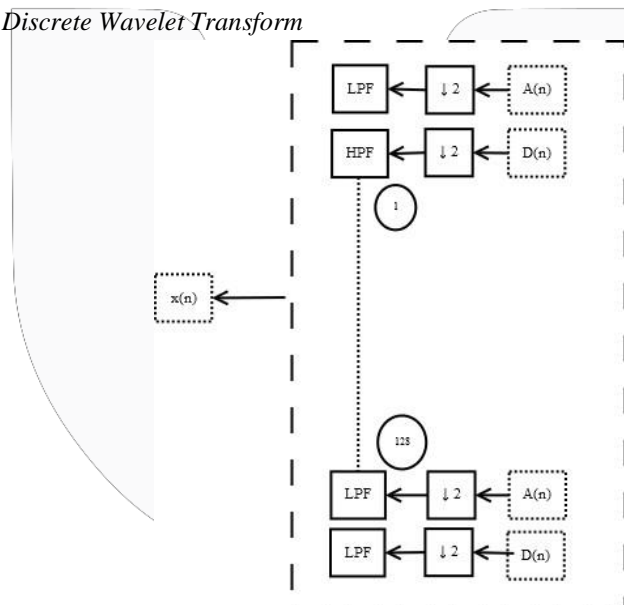 Discrete Wavelet Transform
LPF ↓ 2 A(n)
HPF ↓ 2 D(n)
1
x(n)
128
LPF ↓ 2 A(n)
LPF ↓ 2 D(n)